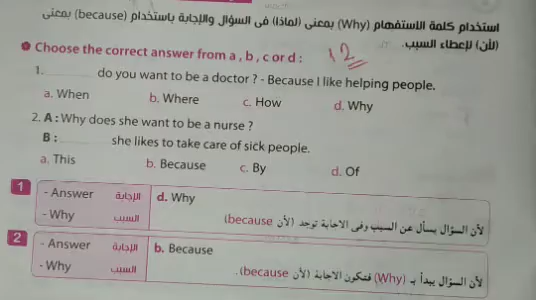 استخدام كلمة الاستفهام (Why) بمعنى (لماذا) فى السؤال والإجابة باستخدام (because) بمعنى
(لأن) لإعطاء السبب.
12
Choose the correct answer from a , b , c or d :
1. ............ do you want to be a doctor ? - Because I like helping people.
a. When b. Where c. How d. Why
2. A : Why does she want to be a nurse ?
B : ............ she likes to take care of sick people.
a. This b. Because c. By d. Of
1
- Answer الإجابة d. Why
- Why السبب لأن السؤال يسأل عن السبب وفى الإجابة توجد (لأن because)
2
- Answer الإجابة b. Because
- Why السبب لأن السؤال يبدأ بـ (Why) فتكون الإجابة (لأن because).